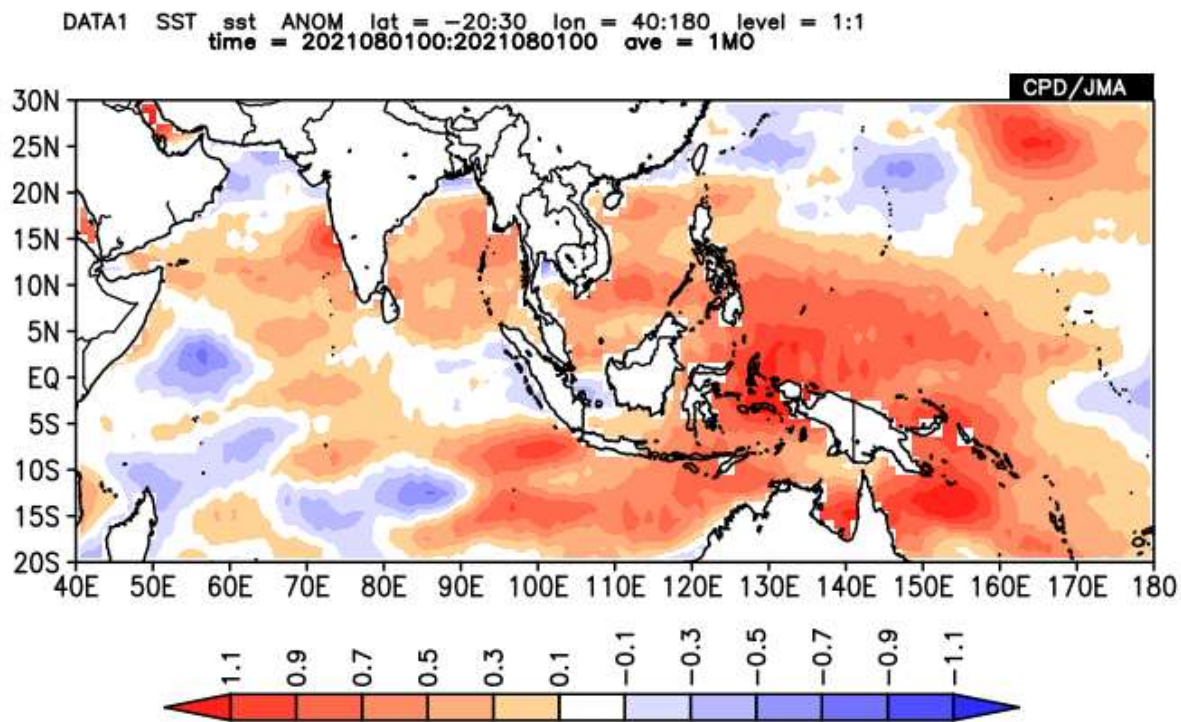 DATA1 SST sst ANOM lat = -20:30 lon = 40:180 level = 1:1
time = 2021080100:2021080100 ave = 1MO
CPD/JMA
30N
25N
20N
15N
10N
5N
EQ
5S
10S
15S
20S
40E 50E 60E 70E 80E 90E 100E 110E 120E 130E 140E 150E 160E 170E 180
1.1 0.9 0.7 0.5 0.3 0.1 -0.1 -0.3 -0.5 -0.7 -0.9 -1.1